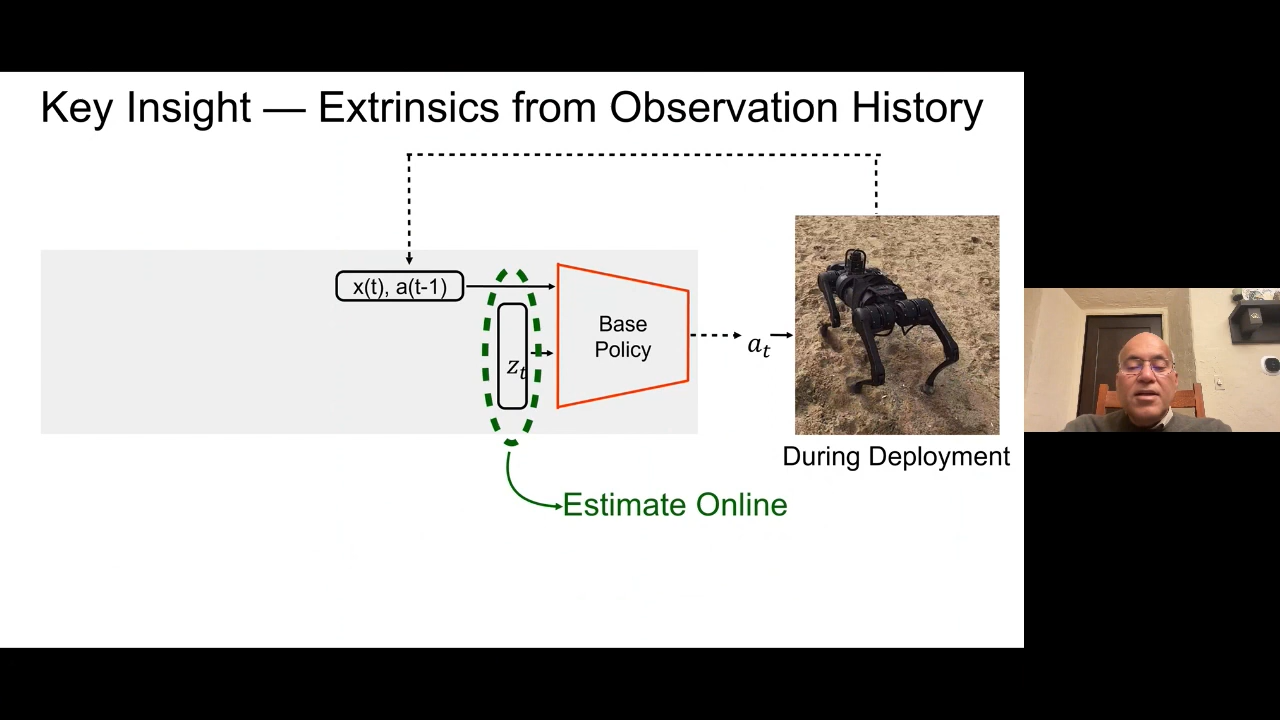 Key Insight — Extrinsics from Observation History
x(t), a(t-1)
z_t
Base
Policy
a_t
During Deployment
Estimate Online